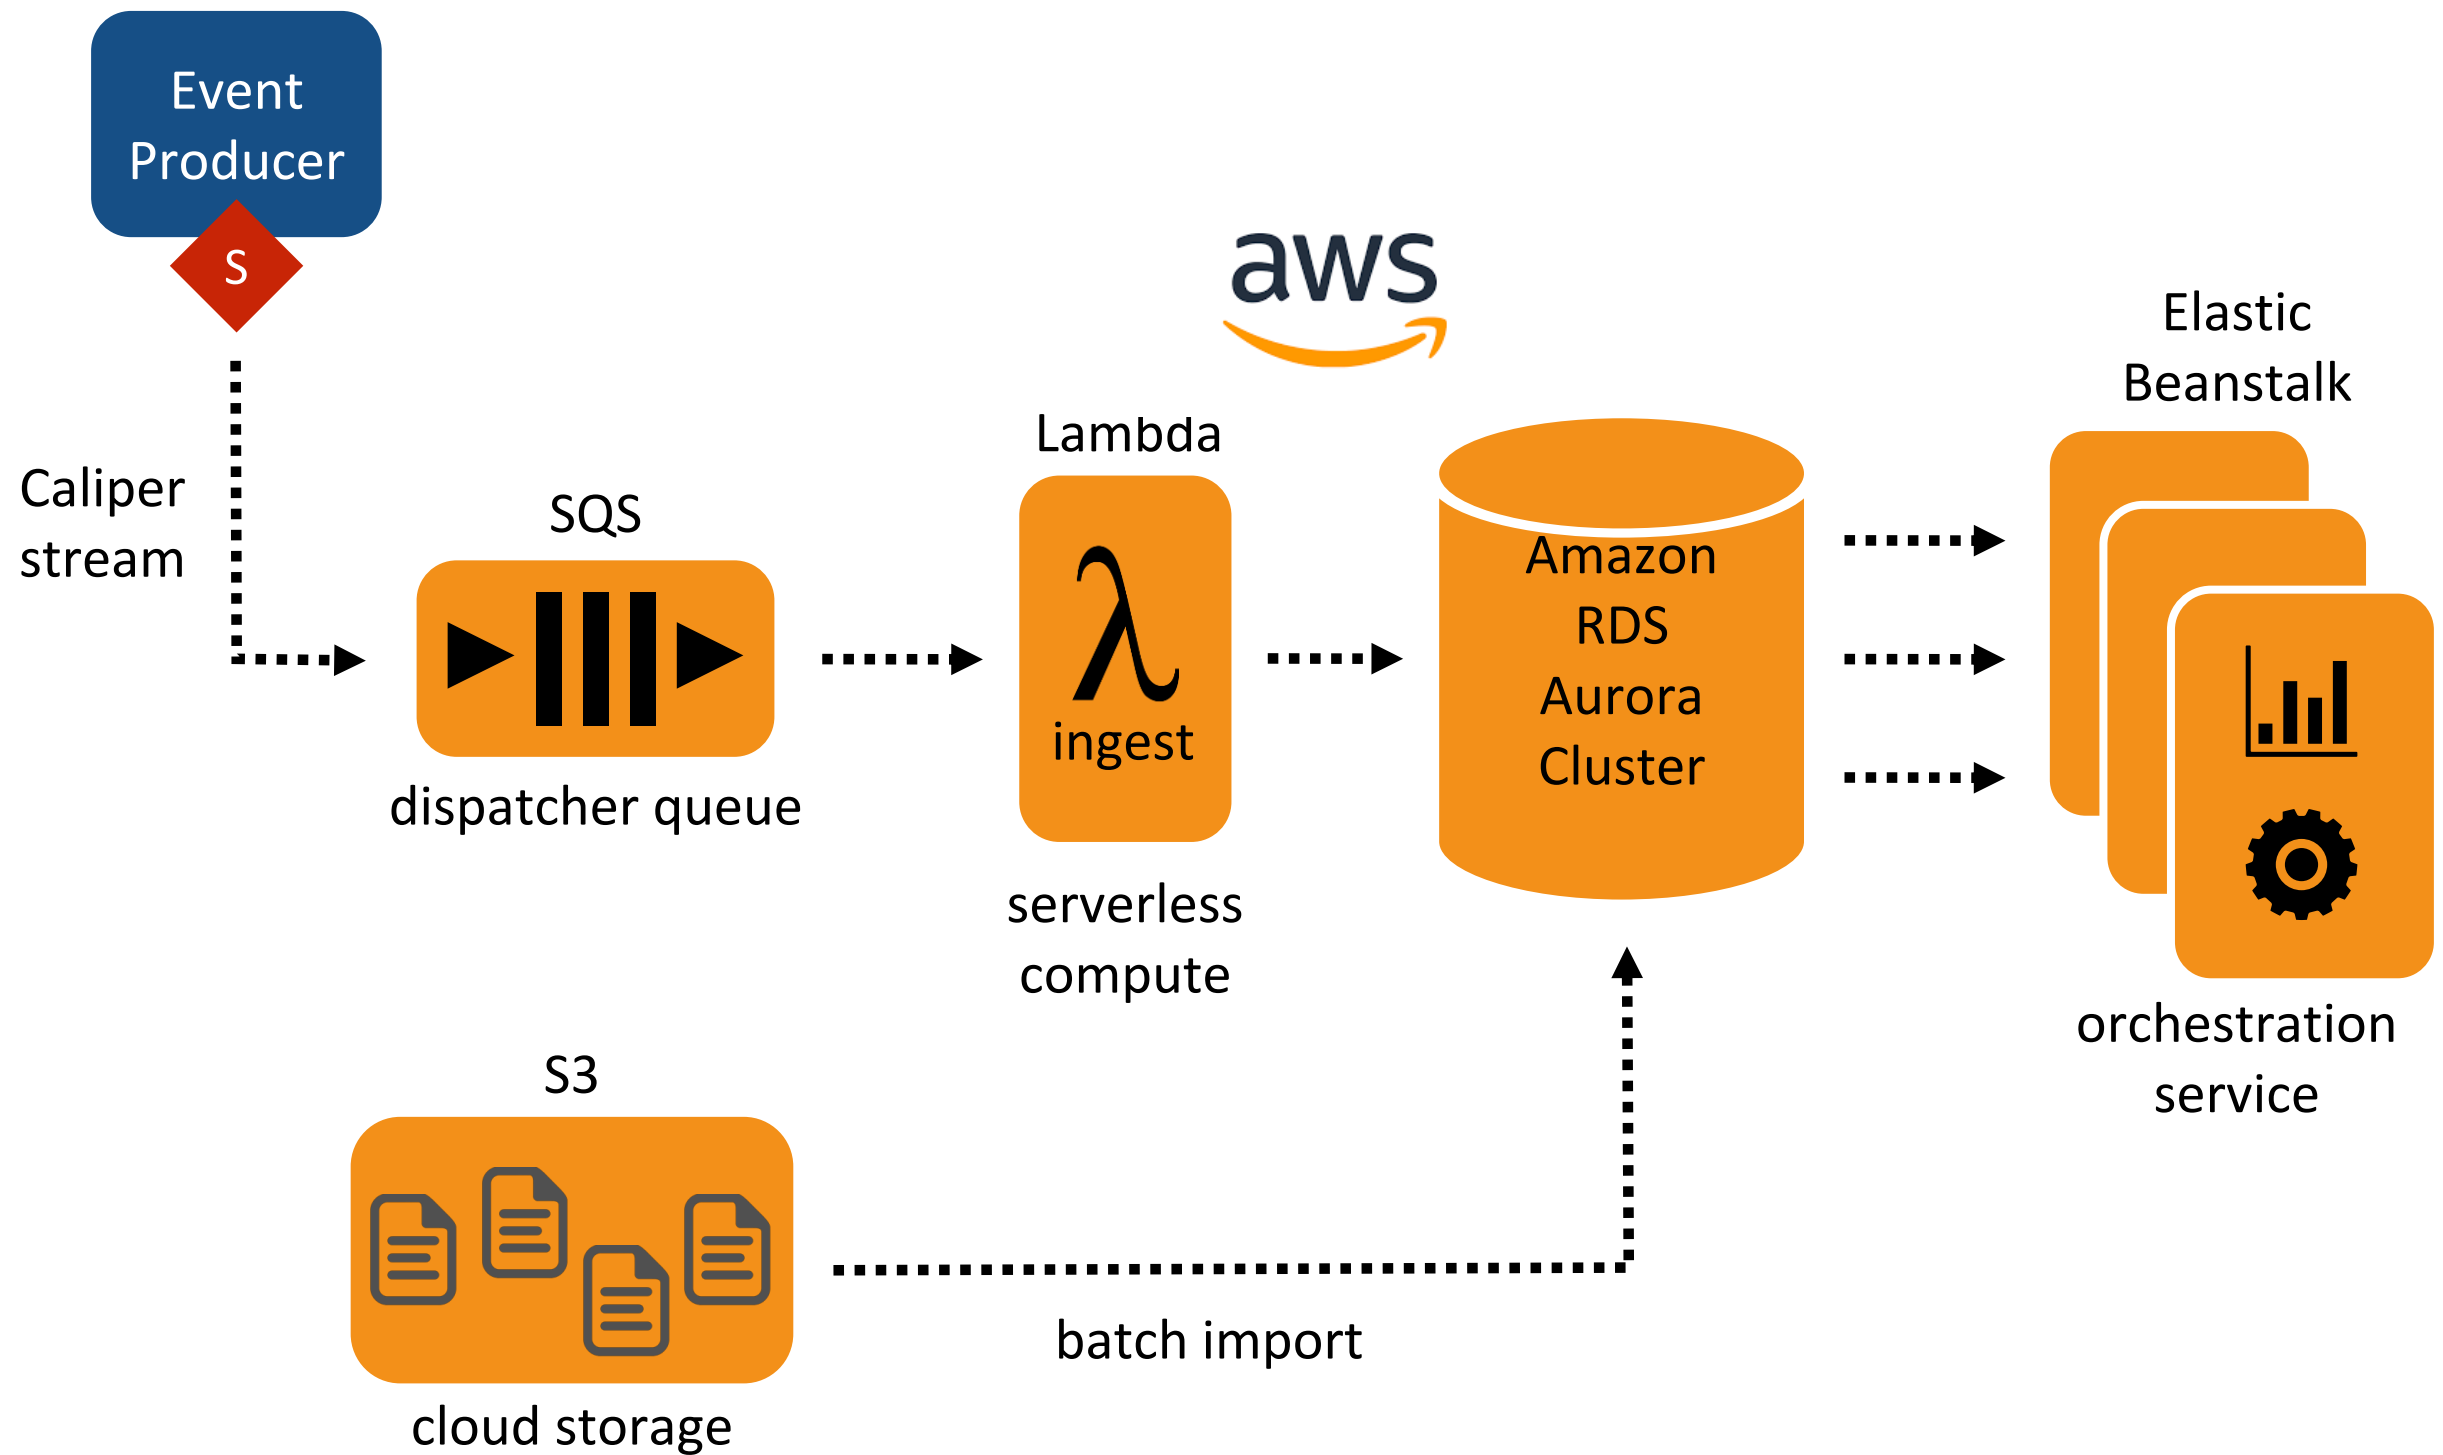 Event
Producer
S
aws
Caliper
stream
SQS
dispatcher queue
Lambda
λ
ingest
serverless
compute
Amazon
RDS
Aurora
Cluster
Elastic
Beanstalk
orchestration
service
S3
cloud storage
batch import